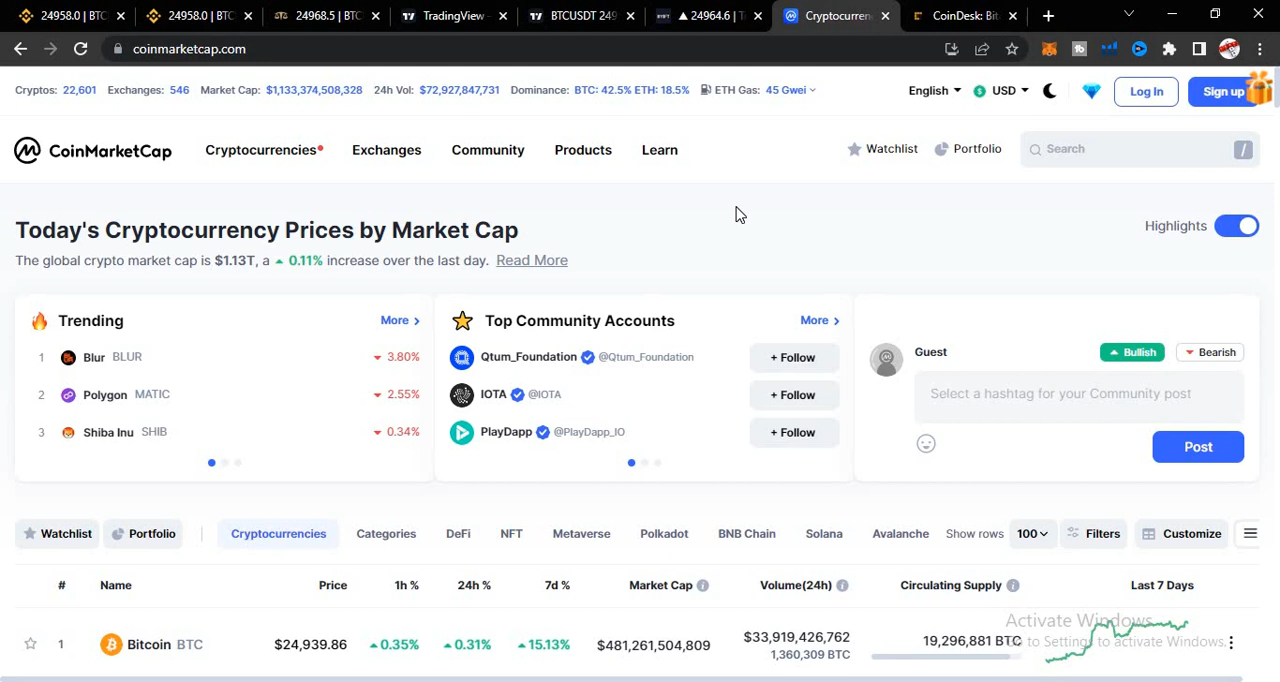 24958.0 | BTC
24958.0 | BTC
24968.5 | BTC
TradingView
BTCUSDT 249
▲ 24964.6 |
Cryptocurren
CoinDesk: Bit
coinmarketcap.com
Cryptos: 22,601 Exchanges: 546 Market Cap: $1,133,374,508,328 24h Vol: $72,927,847,731 Dominance: BTC: 42.5% ETH: 18.5% ETH Gas: 45 Gwei
English USD Log In Sign up
CoinMarketCap Cryptocurrencies Exchanges Community Products Learn Watchlist Portfolio Search /
Today's Cryptocurrency Prices by Market Cap
Highlights
The global crypto market cap is $1.13T, a 0.11% increase over the last day. Read More
Trending More
1 Blur BLUR 3.80%
2 Polygon MATIC 2.55%
3 Shiba Inu SHIB 0.34%
Top Community Accounts More
Qtum_Foundation @Qtum_Foundation + Follow
IOTA @IOTA + Follow
PlayDapp @PlayDapp_IO + Follow
Guest Bullish Bearish
Select a hashtag for your Community post
Post
Watchlist Portfolio Cryptocurrencies Categories DeFi NFT Metaverse Polkadot BNB Chain Solana Avalanche Show rows 100 Filters Customize
# Name Price 1h % 24h % 7d % Market Cap Volume(24h) Circulating Supply Last 7 Days
1 Bitcoin BTC $24,939.86 0.35% 0.31% 15.13% $481,261,504,809 $33,919,426,762 19,296,881 BTC
1,360,309 BTC
Activate Windows
Go to Settings to activate Windows.